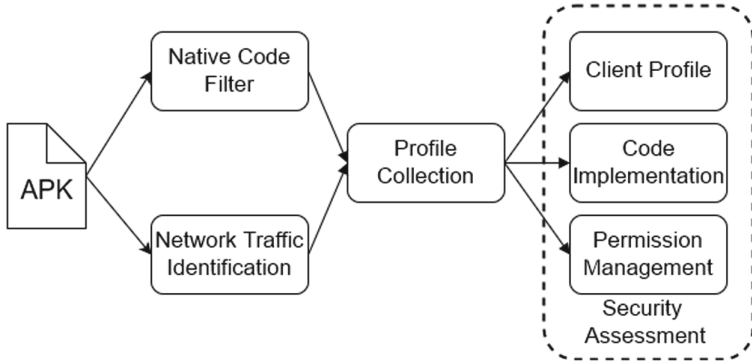 APK
Native Code
Filter
Network Traffic
Identification
Profile
Collection
Client Profile
Code
Implementation
Permission
Management
Security
Assessment